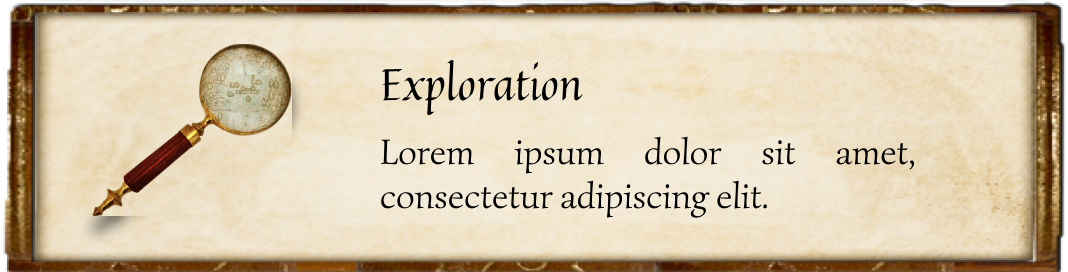 Exploration
Lorem ipsum dolor sit amet,
consectetur adipiscing elit.